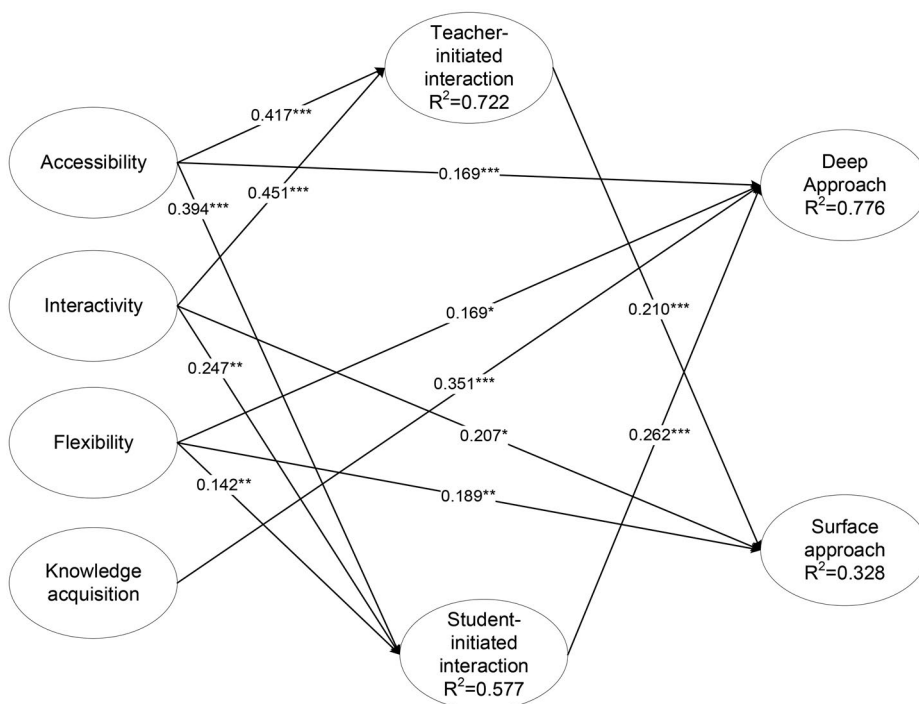 Teacher-
initiated
interaction
R²=0.722
0.417***
Accessibility
0.169***
Deep
Approach
R²=0.776
0.451***
0.394***
Interactivity
0.169*
0.210***
0.247**
0.351***
Flexibility
0.207*
0.262***
0.142**
0.189**
Surface
approach
R²=0.328
Knowledge
acquisition
Student-
initiated
interaction
R²=0.577